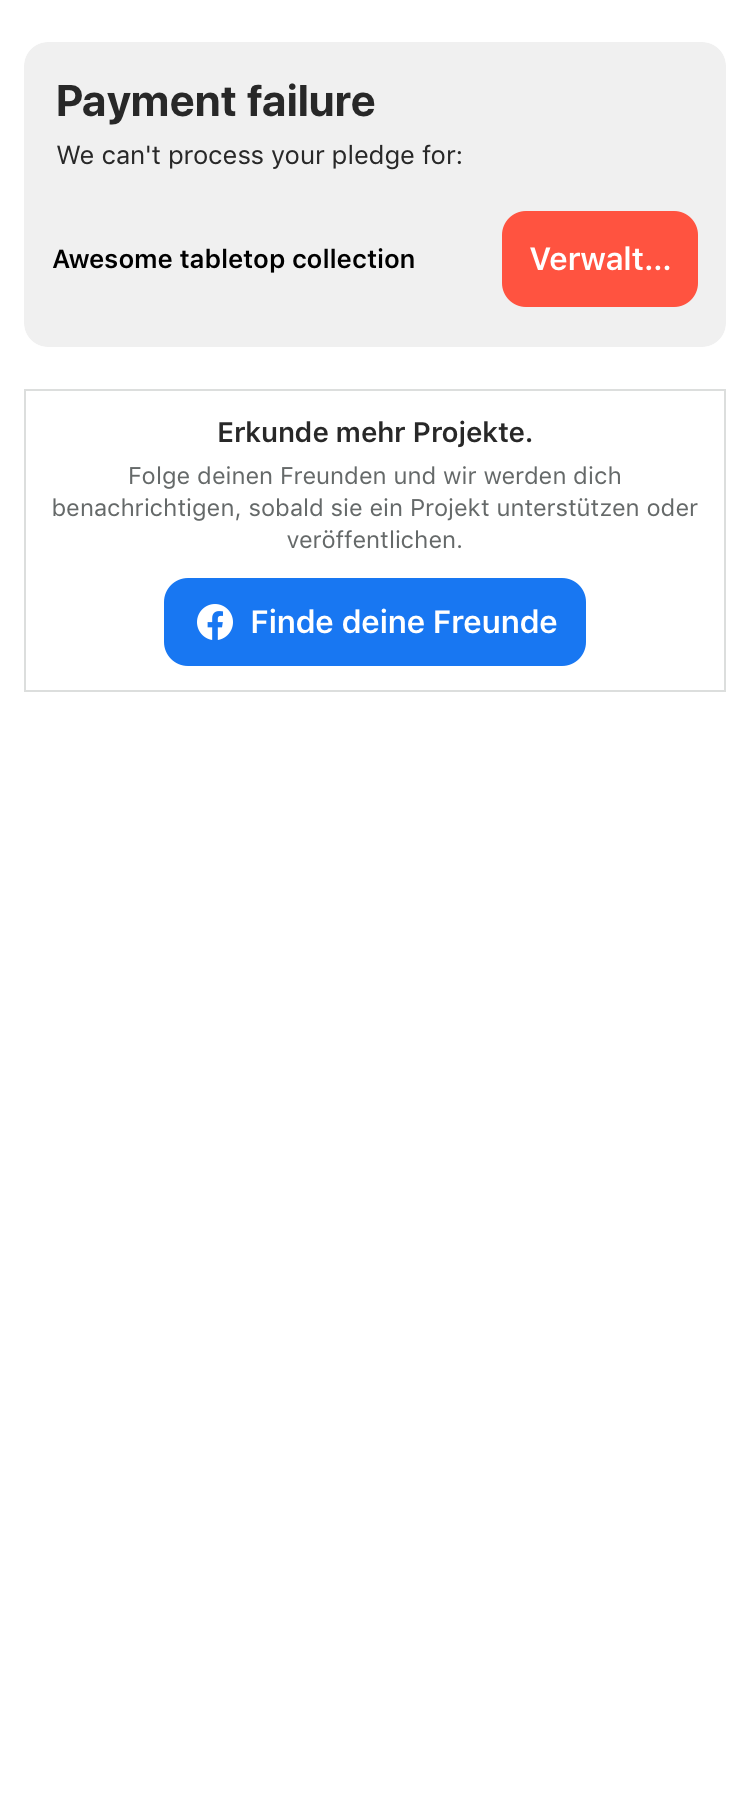 Payment failure
We can't process your pledge for:
Awesome tabletop collection
Verwalt...
Erkunde mehr Projekte.
Folge deinen Freunden und wir werden dich
benachrichtigen, sobald sie ein Projekt unterstützen oder
veröffentlichen.
Finde deine Freunde